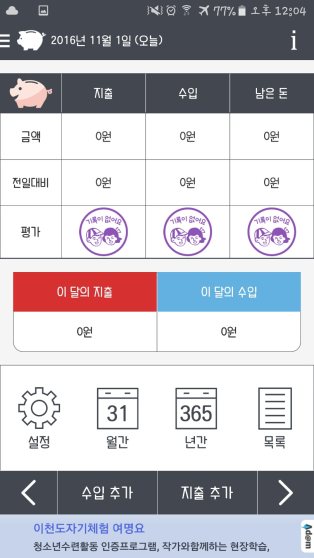 77% 오후 12:04
2016년 11월 1일 (오늘)
i
지출 수입 남은 돈
금액 0원 0원 0원
전일대비 0원 0원 0원
평가 기록이 없어요 기록이 없어요 기록이 없어요
이 달의 지출 이 달의 수입
0원 0원
31 365
설정 월간 년간 목록
수입 추가 지출 추가
이천도자기체험 여명요
청소년수련활동 인증프로그램, 작가와함께하는 현장학습,
Adam